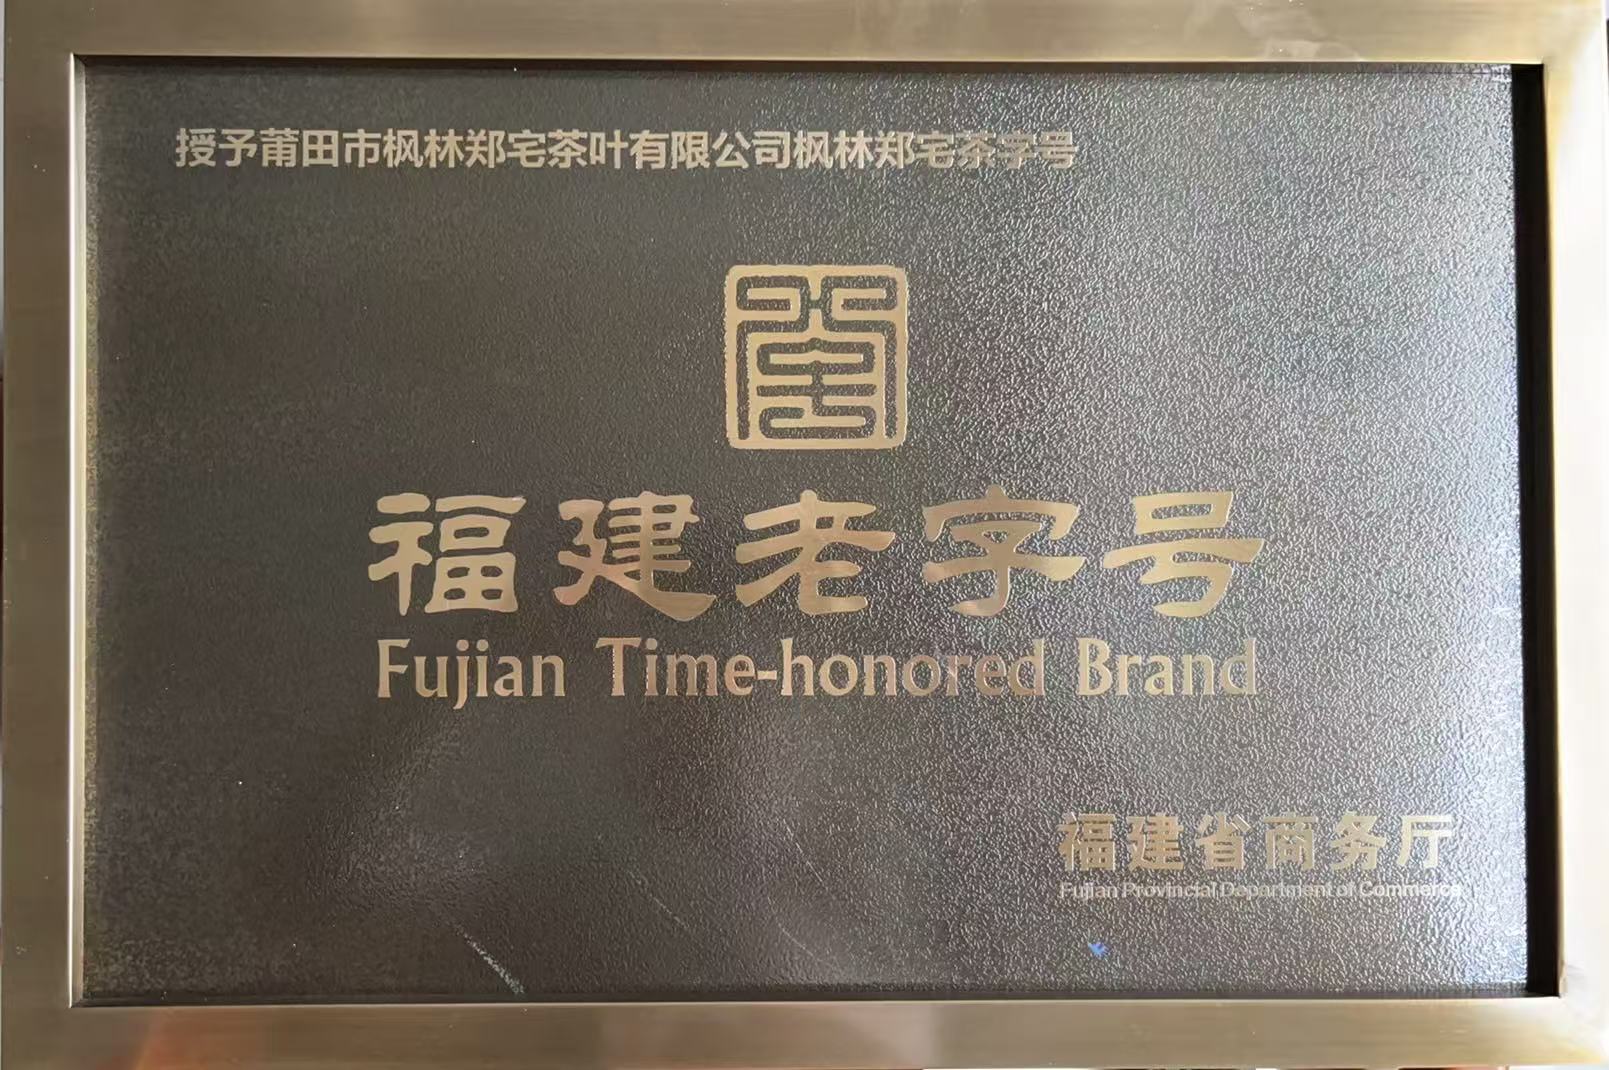 授予莆田市枫林郑宅茶叶有限公司枫林郑宅茶字号
福建老字号
Fujian Time-honored Brand
福建省商务厅
Fujian Provincial Department of Commerce